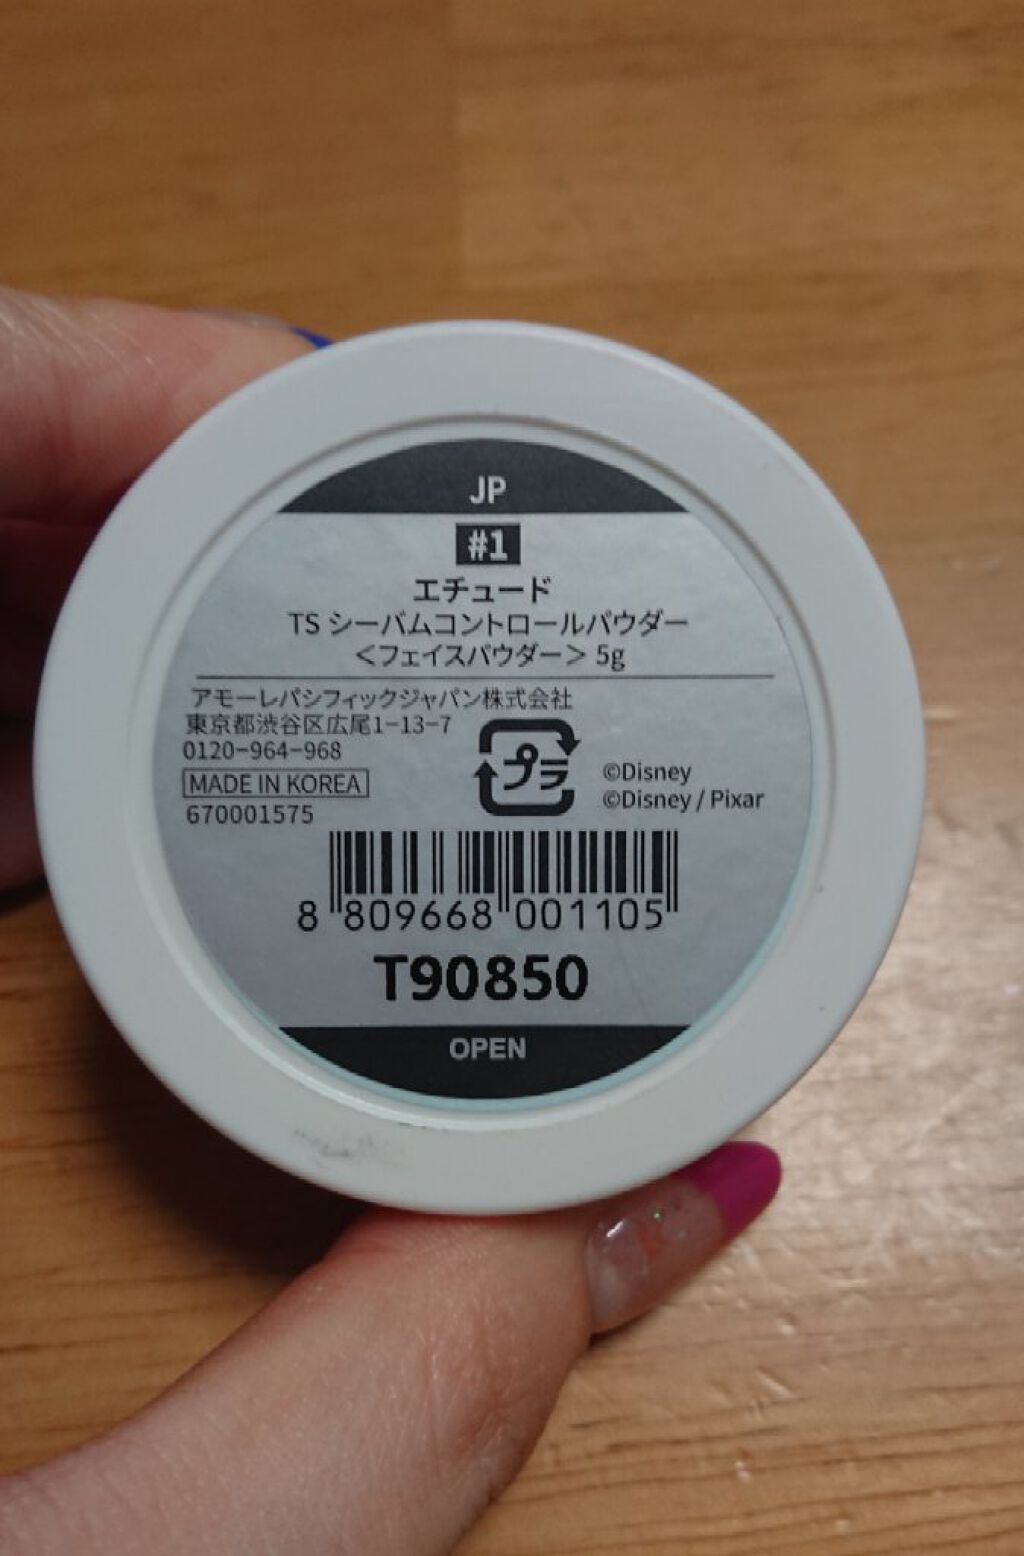 JP
#1
エチュード
TS シーバムコントロールパウダー
＜フェイスパウダー＞ 5g
アモーレパシフィックジャパン株式会社
東京都渋谷区広尾1-13-7
0120-964-968
MADE IN KOREA
670001575
プラ
©Disney
©Disney / Pixar
8 809668 001105
T90850
OPEN